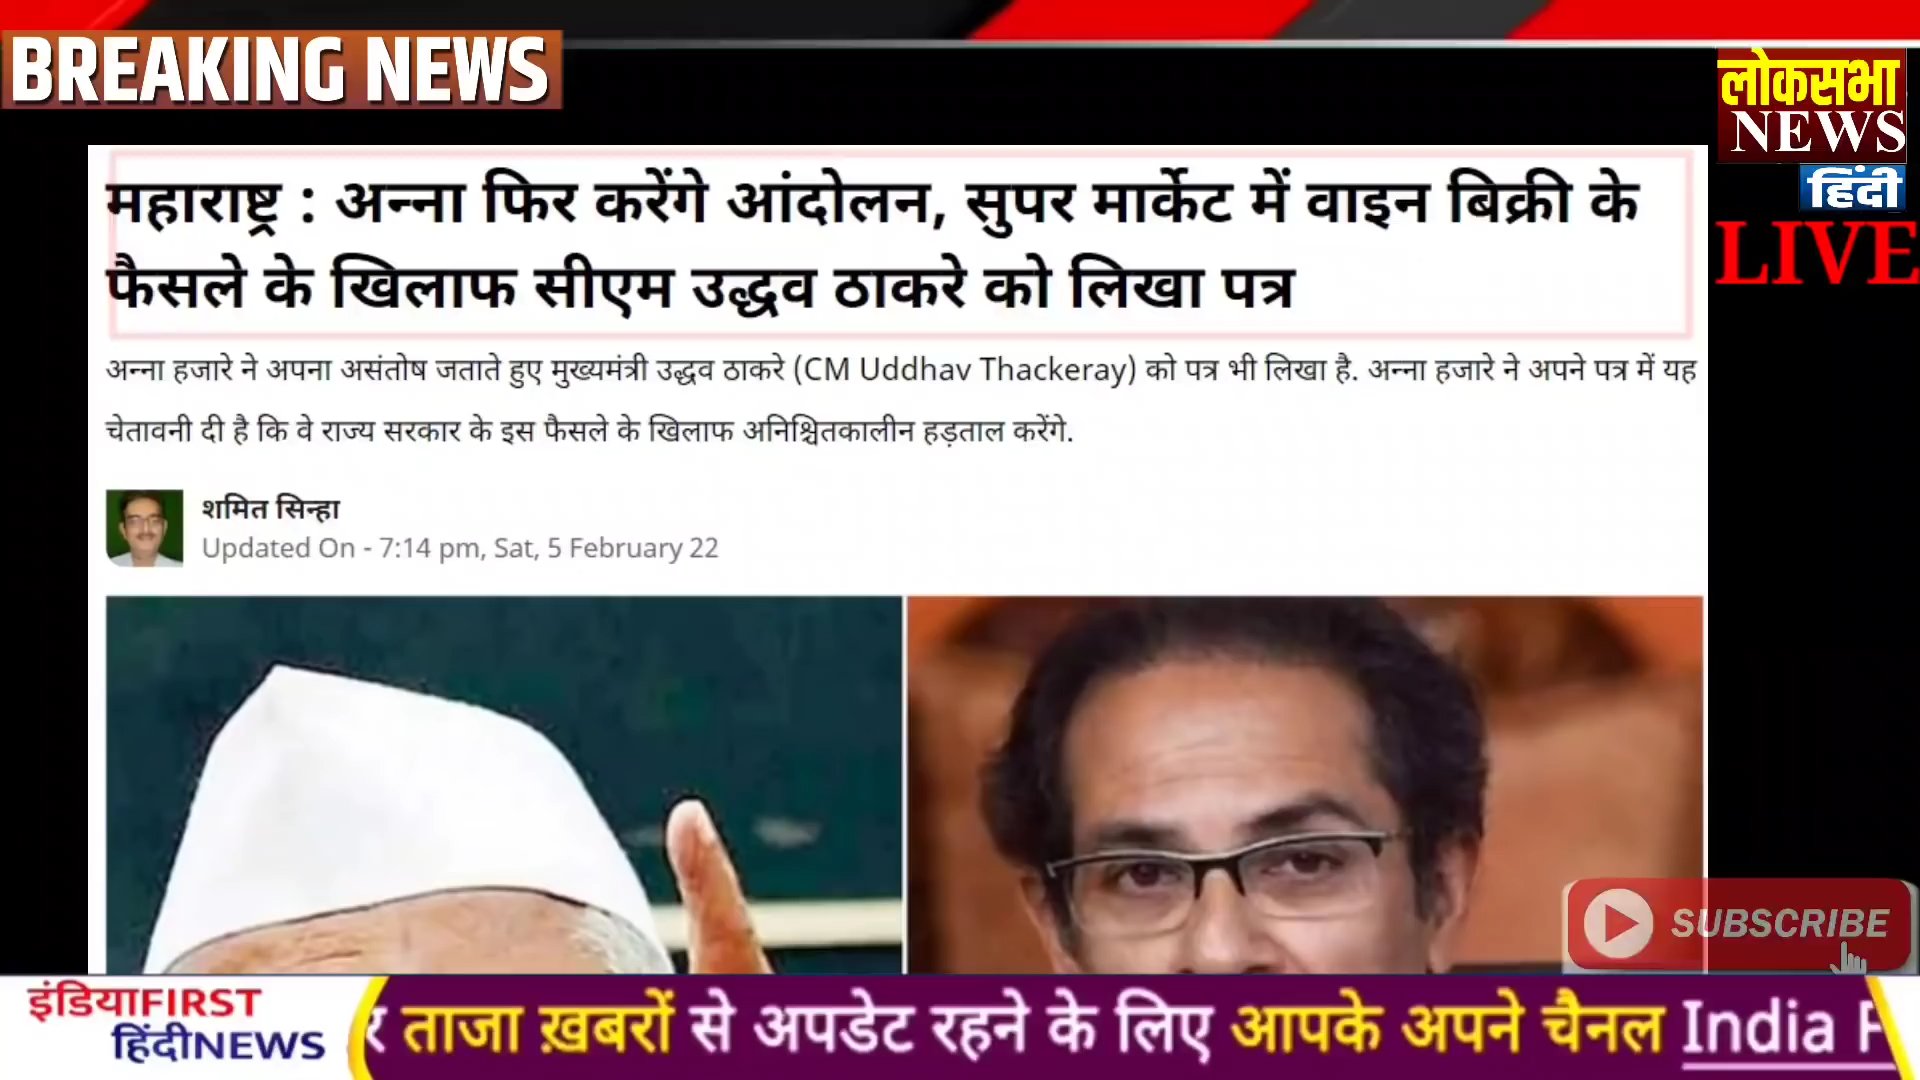 BREAKING NEWS
लोकसभा
NEWS
हिंदी
LIVE
महाराष्ट्र : अन्ना फिर करेंगे आंदोलन, सुपर मार्केट में वाइन बिक्री के
फैसले के खिलाफ सीएम उद्धव ठाकरे को लिखा पत्र
अन्ना हजारे ने अपना असंतोष जताते हुए मुख्यमंत्री उद्धव ठाकरे (CM Uddhav Thackeray) को पत्र भी लिखा है. अन्ना हजारे ने अपने पत्र में यह
चेतावनी दी है कि वे राज्य सरकार के इस फैसले के खिलाफ अनिश्चितकालीन हड़ताल करेंगे.
शमित सिन्हा
Updated On - 7:14 pm, Sat, 5 February 22
SUBSCRIBE
इंडियाFIRST
हिंदीNEWS
ताजा ख़बरों से अपडेट रहने के लिए आपके अपने चैनल India